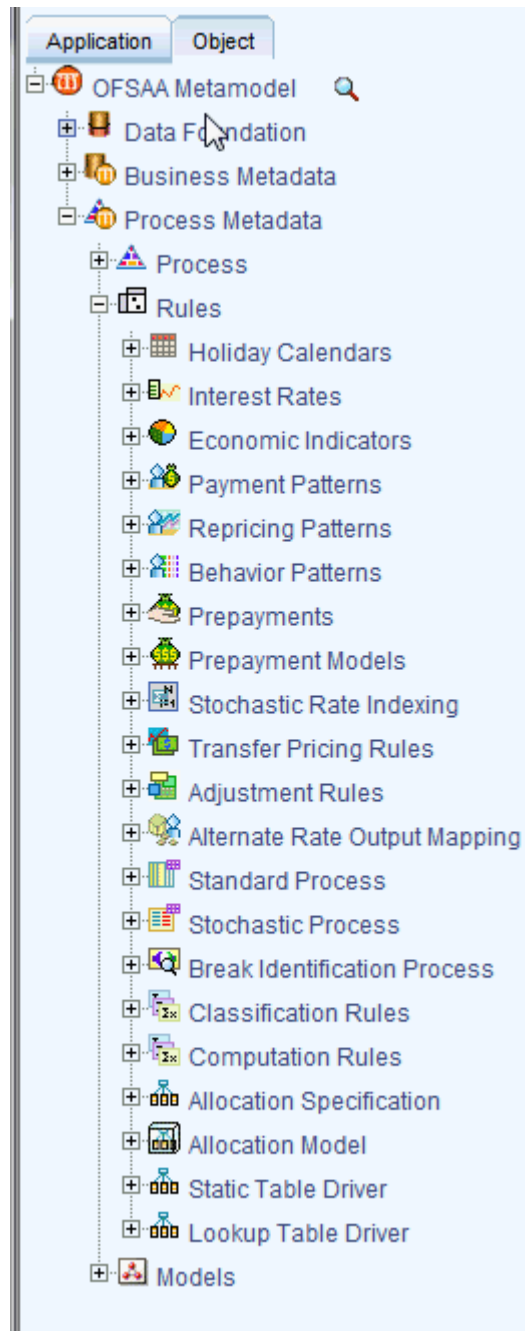 Application Object
OFSAA Metamodel
Data Foundation
Business Metadata
Process Metadata
Process
Rules
Holiday Calendars
Interest Rates
Economic Indicators
Payment Patterns
Repricing Patterns
Behavior Patterns
Prepayments
Prepayment Models
Stochastic Rate Indexing
Transfer Pricing Rules
Adjustment Rules
Alternate Rate Output Mapping
Standard Process
Stochastic Process
Break Identification Process
Classification Rules
Computation Rules
Allocation Specification
Allocation Model
Static Table Driver
Lookup Table Driver
Models